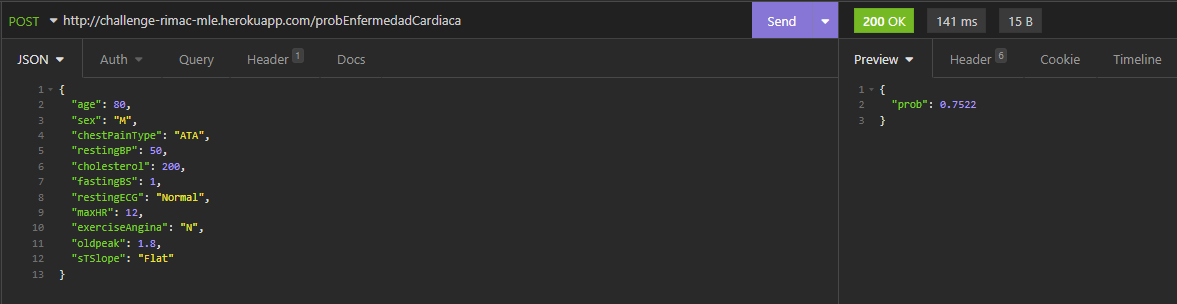 POST http://challenge-rimac-mle.herokuapp.com/probEnfermedadCardiaca Send 200 OK 141 ms 15 B
JSON Auth Query Header 1 Docs Preview Header 6 Cookie Timeline
1 {
2 "age": 80,
3 "sex": "M",
4 "chestPainType": "ATA",
5 "restingBP": 50,
6 "cholesterol": 200,
7 "fastingBS": 1,
8 "restingECG": "Normal",
9 "maxHR": 12,
10 "exerciseAngina": "N",
11 "oldpeak": 1.8,
12 "sTSlope": "Flat"
13 }
1 {
2 "prob": 0.7522
3 }